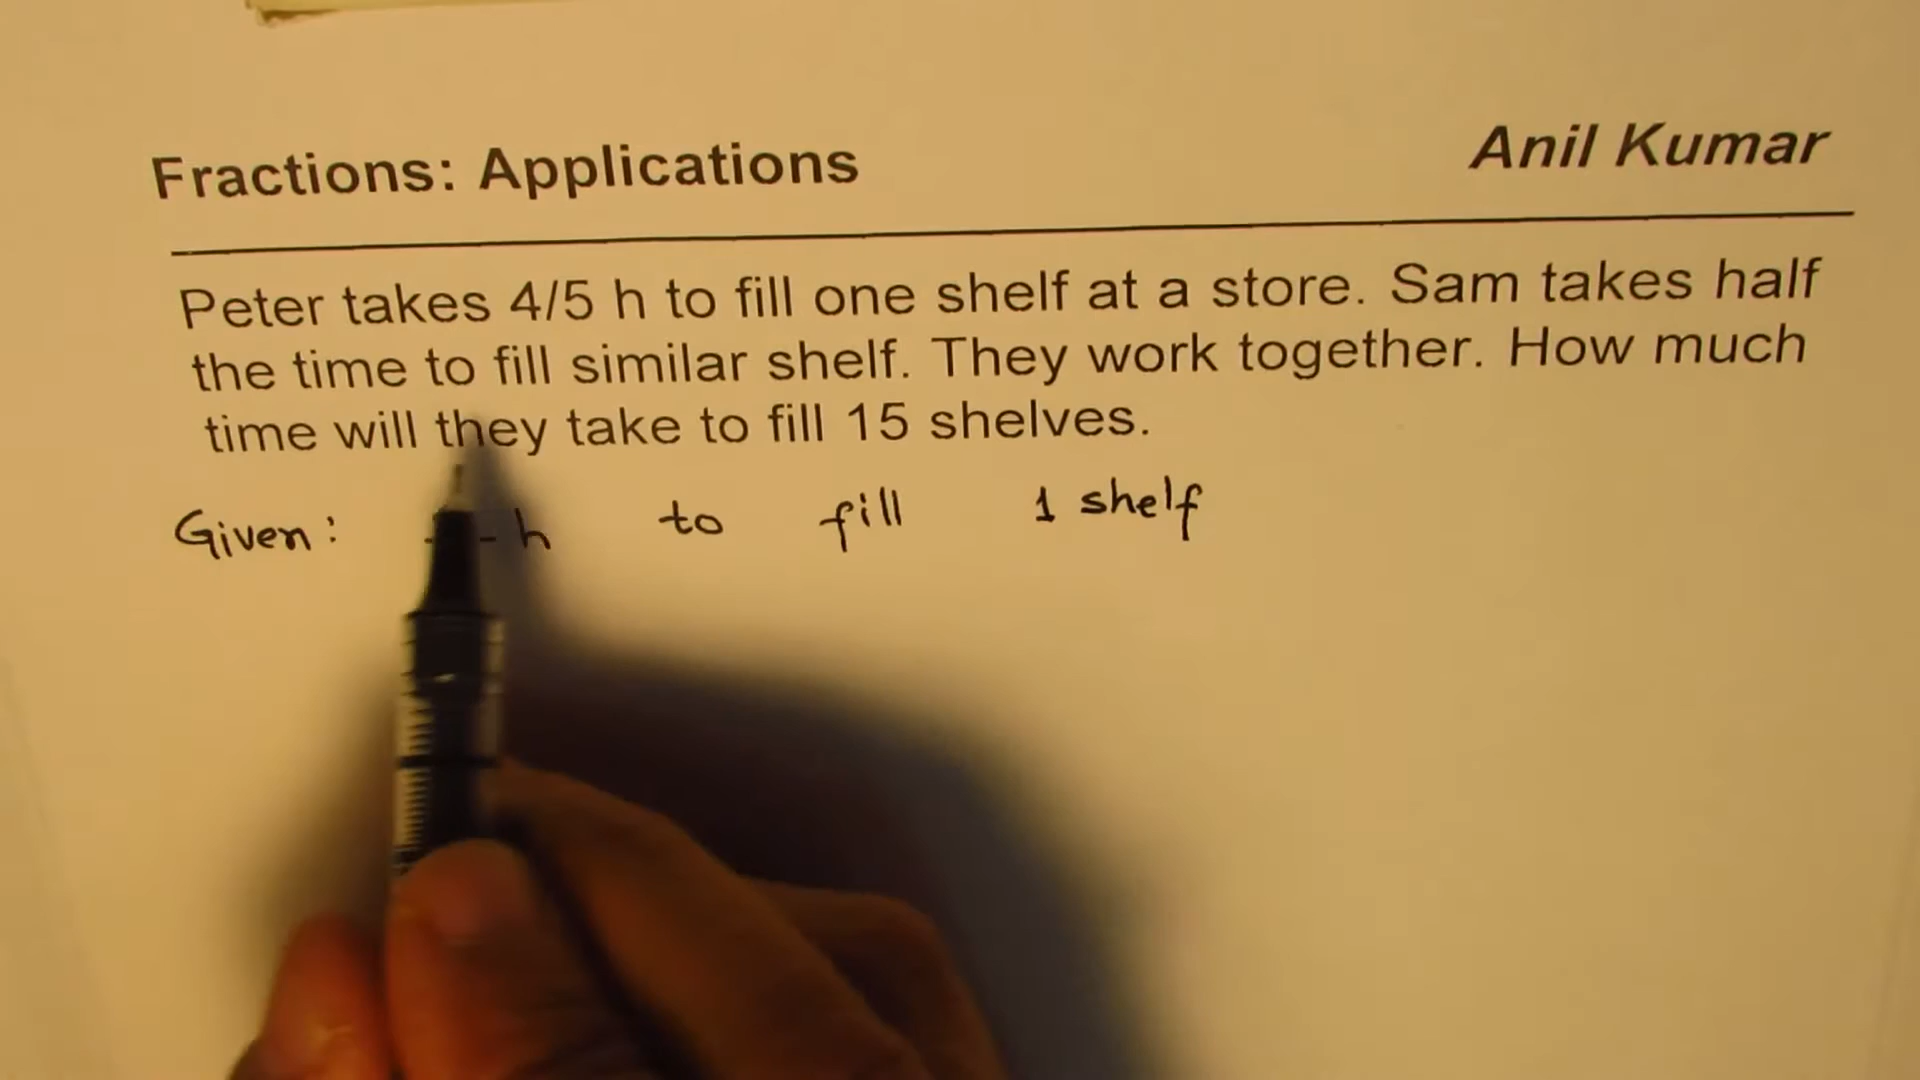 Fractions: Applications
Anil Kumar
Peter takes 4/5 h to fill one shelf at a store. Sam takes half
the time to fill similar shelf. They work together. How much
time will they take to fill 15 shelves.
Given: h to fill 1 shelf